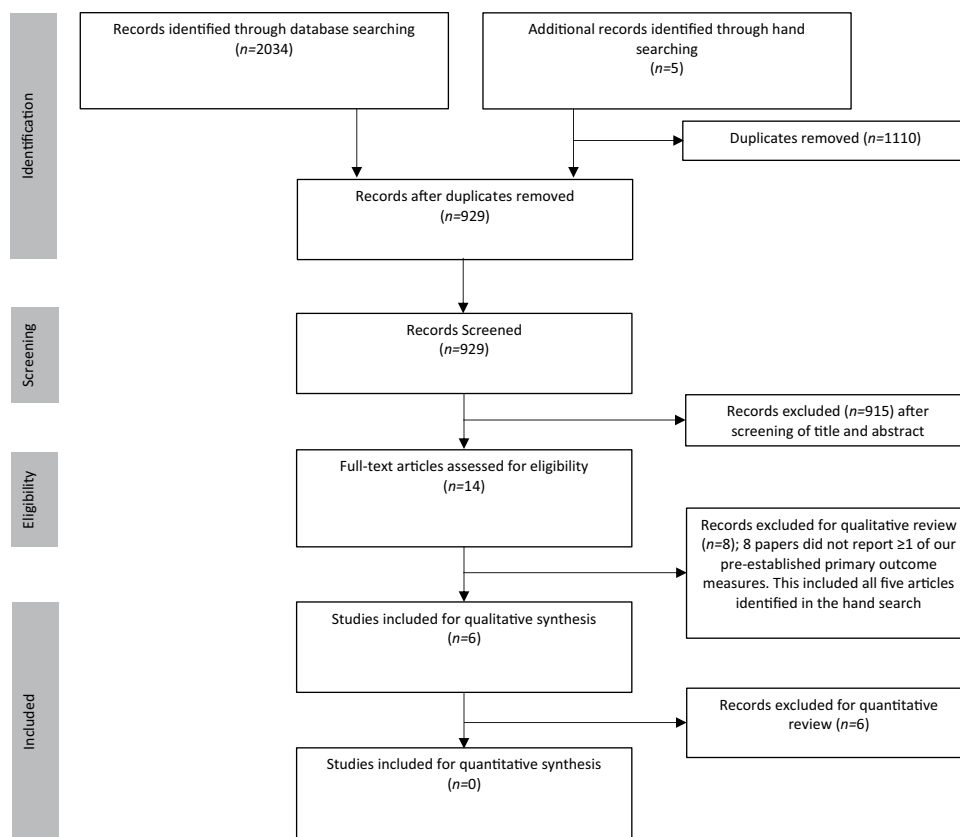 Identification
Records identified through database searching
(n=2034)
Additional records identified through hand
searching
(n=5)
Duplicates removed (n=1110)
Records after duplicates removed
(n=929)
Screening
Records Screened
(n=929)
Records excluded (n=915) after
screening of title and abstract
Eligibility
Full-text articles assessed for eligibility
(n=14)
Records excluded for qualitative review
(n=8); 8 papers did not report ≥1 of our
pre-established primary outcome
measures. This included all five articles
identified in the hand search
Included
Studies included for qualitative synthesis
(n=6)
Records excluded for quantitative
review (n=6)
Studies included for quantitative synthesis
(n=0)